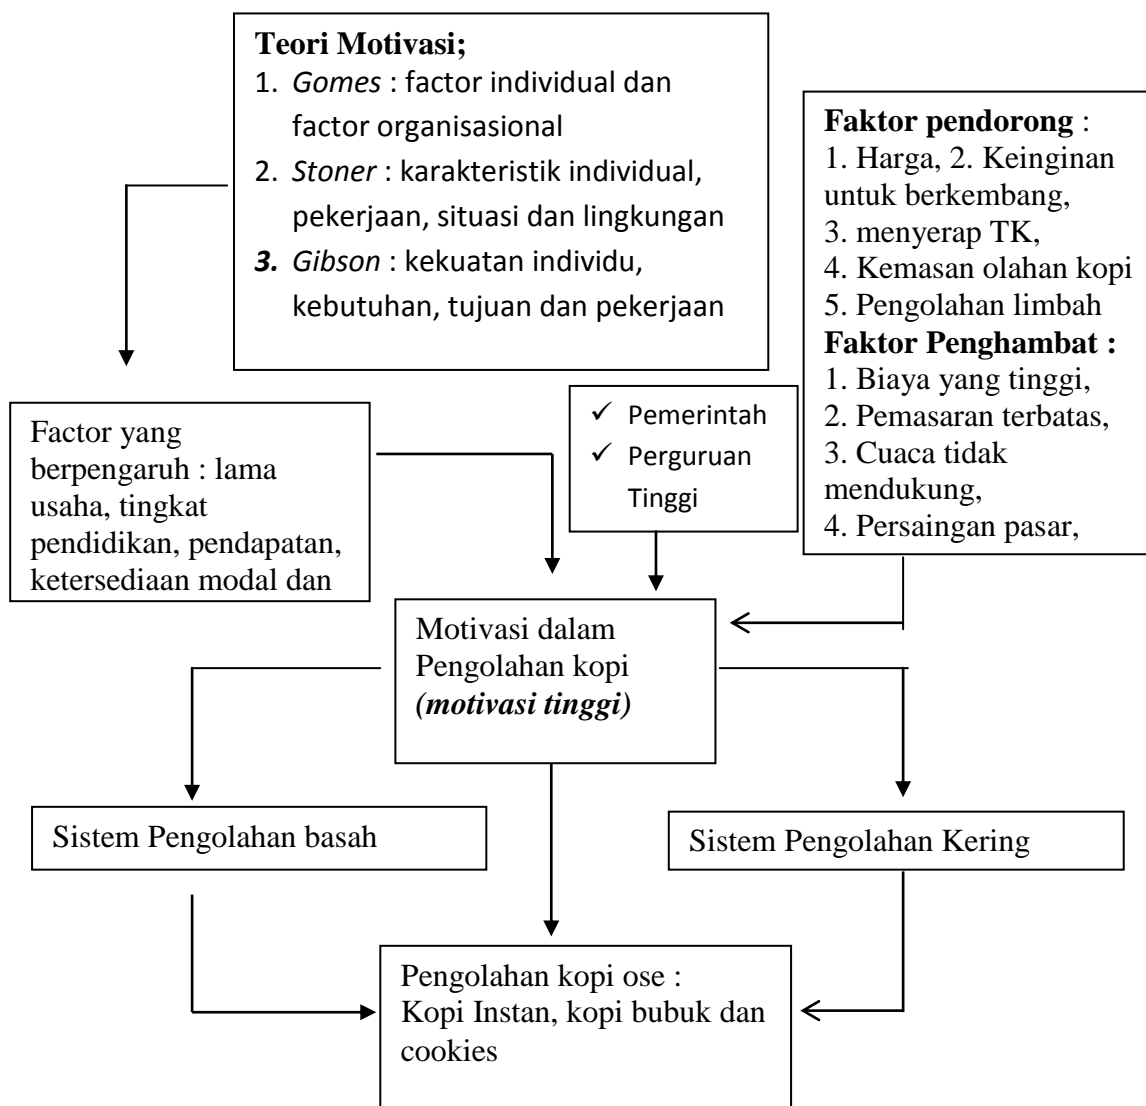 Teori Motivasi;
1. Gomes : factor individual dan
factor organisasional
2. Stoner : karakteristik individual,
pekerjaan, situasi dan lingkungan
3. Gibson : kekuatan individu,
kebutuhan, tujuan dan pekerjaan
Faktor pendorong :
1. Harga, 2. Keinginan
untuk berkembang,
3. menyerap TK,
4. Kemasan olahan kopi
5. Pengolahan limbah
Faktor Penghambat :
1. Biaya yang tinggi,
2. Pemasaran terbatas,
3. Cuaca tidak
mendukung,
4. Persaingan pasar,
Factor yang
berpengaruh : lama
usaha, tingkat
pendidikan, pendapatan,
ketersediaan modal dan
✓ Pemerintah
✓ Perguruan
Tinggi
Motivasi dalam
Pengolahan kopi
(motivasi tinggi)
Sistem Pengolahan basah
Sistem Pengolahan Kering
Pengolahan kopi ose :
Kopi Instan, kopi bubuk dan
cookies